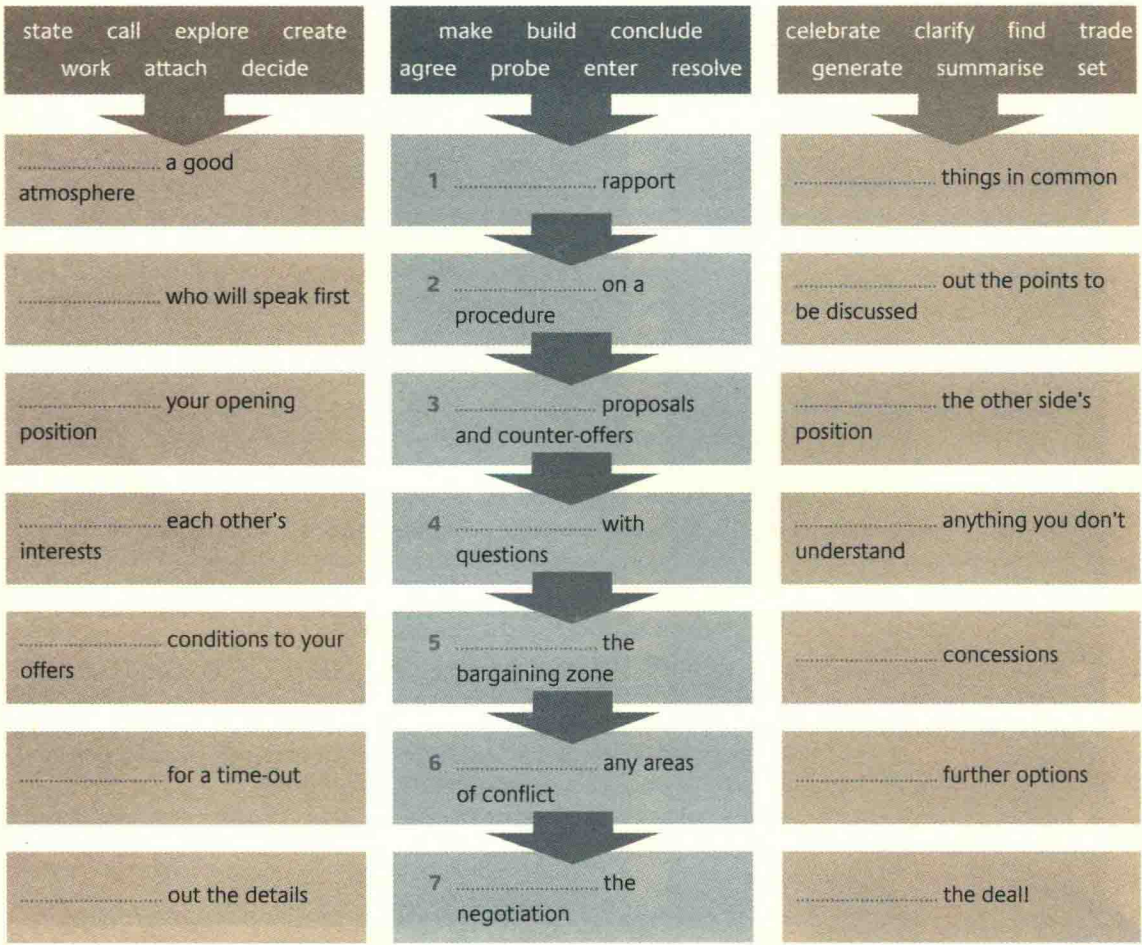 state call explore create
work attach decide
make build conclude
agree probe enter resolve
celebrate clarify find trade
generate summarise set
.......................... a good
atmosphere
1 .......................... rapport
.......................... things in common
.......................... who will speak first
2 .......................... on a
procedure
.......................... out the points to
be discussed
.......................... your opening
position
3 .......................... proposals
and counter-offers
.......................... the other side's
position
.......................... each other's
interests
4 .......................... with
questions
.......................... anything you don't
understand
.......................... conditions to your
offers
5 .......................... the
bargaining zone
.......................... concessions
.......................... for a time-out
6 .......................... any areas
of conflict
.......................... further options
.......................... out the details
7 .......................... the
negotiation
.......................... the deal!